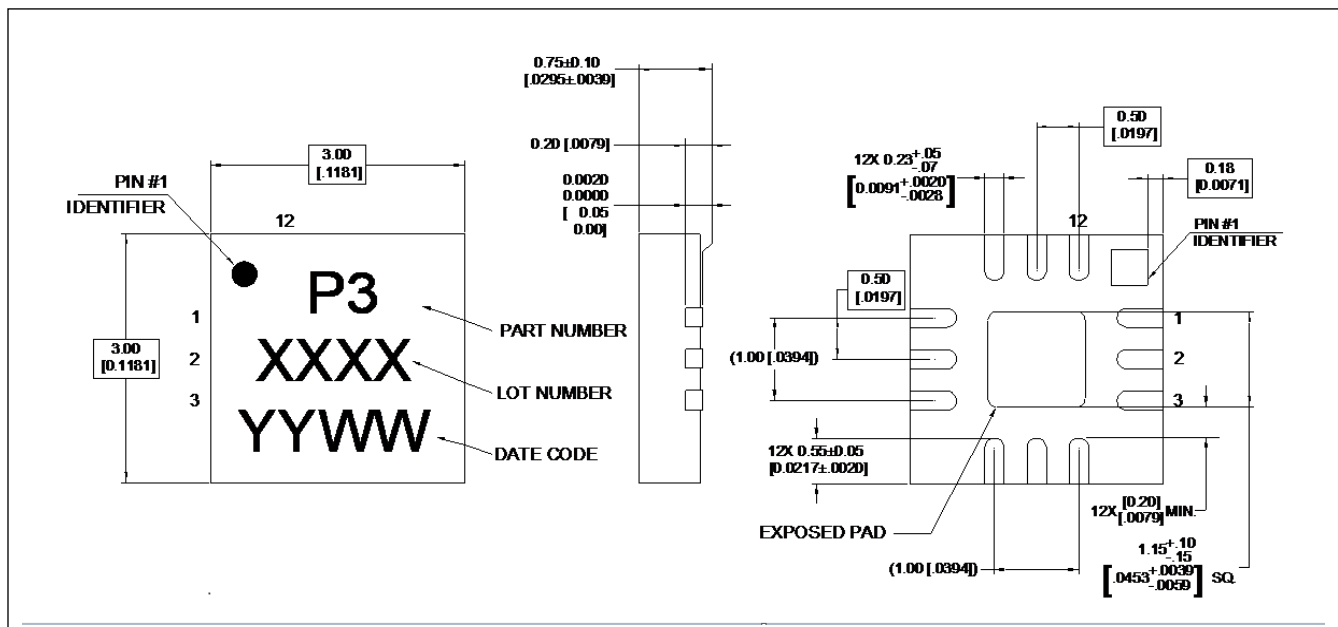 0.75±0.10
[.0295±.0039]
0.20 [.0079]
0.0020
0.0000
[ 0.05
0.00]
3.00
[.1181]
PIN #1
IDENTIFIER
12
P3
XXXX
YYWW
1
2
3
3.00
[0.1181]
PART NUMBER
LOT NUMBER
DATE CODE
0.50
[.0197]
12X 0.23+.05
-.07
[0.0091+.0020
-.0028]
0.18
[0.0071]
12
PIN #1
IDENTIFIER
0.50
[.0197]
(1.00 [.0394])
1
2
3
12X 0.55±0.05
[0.0217±.0020]
EXPOSED PAD
(1.00 [.0394])
12X [0.20]
[.0079] MIN.
1.15+.10
-.15
[.0453+.0039
-.0059] SQ.